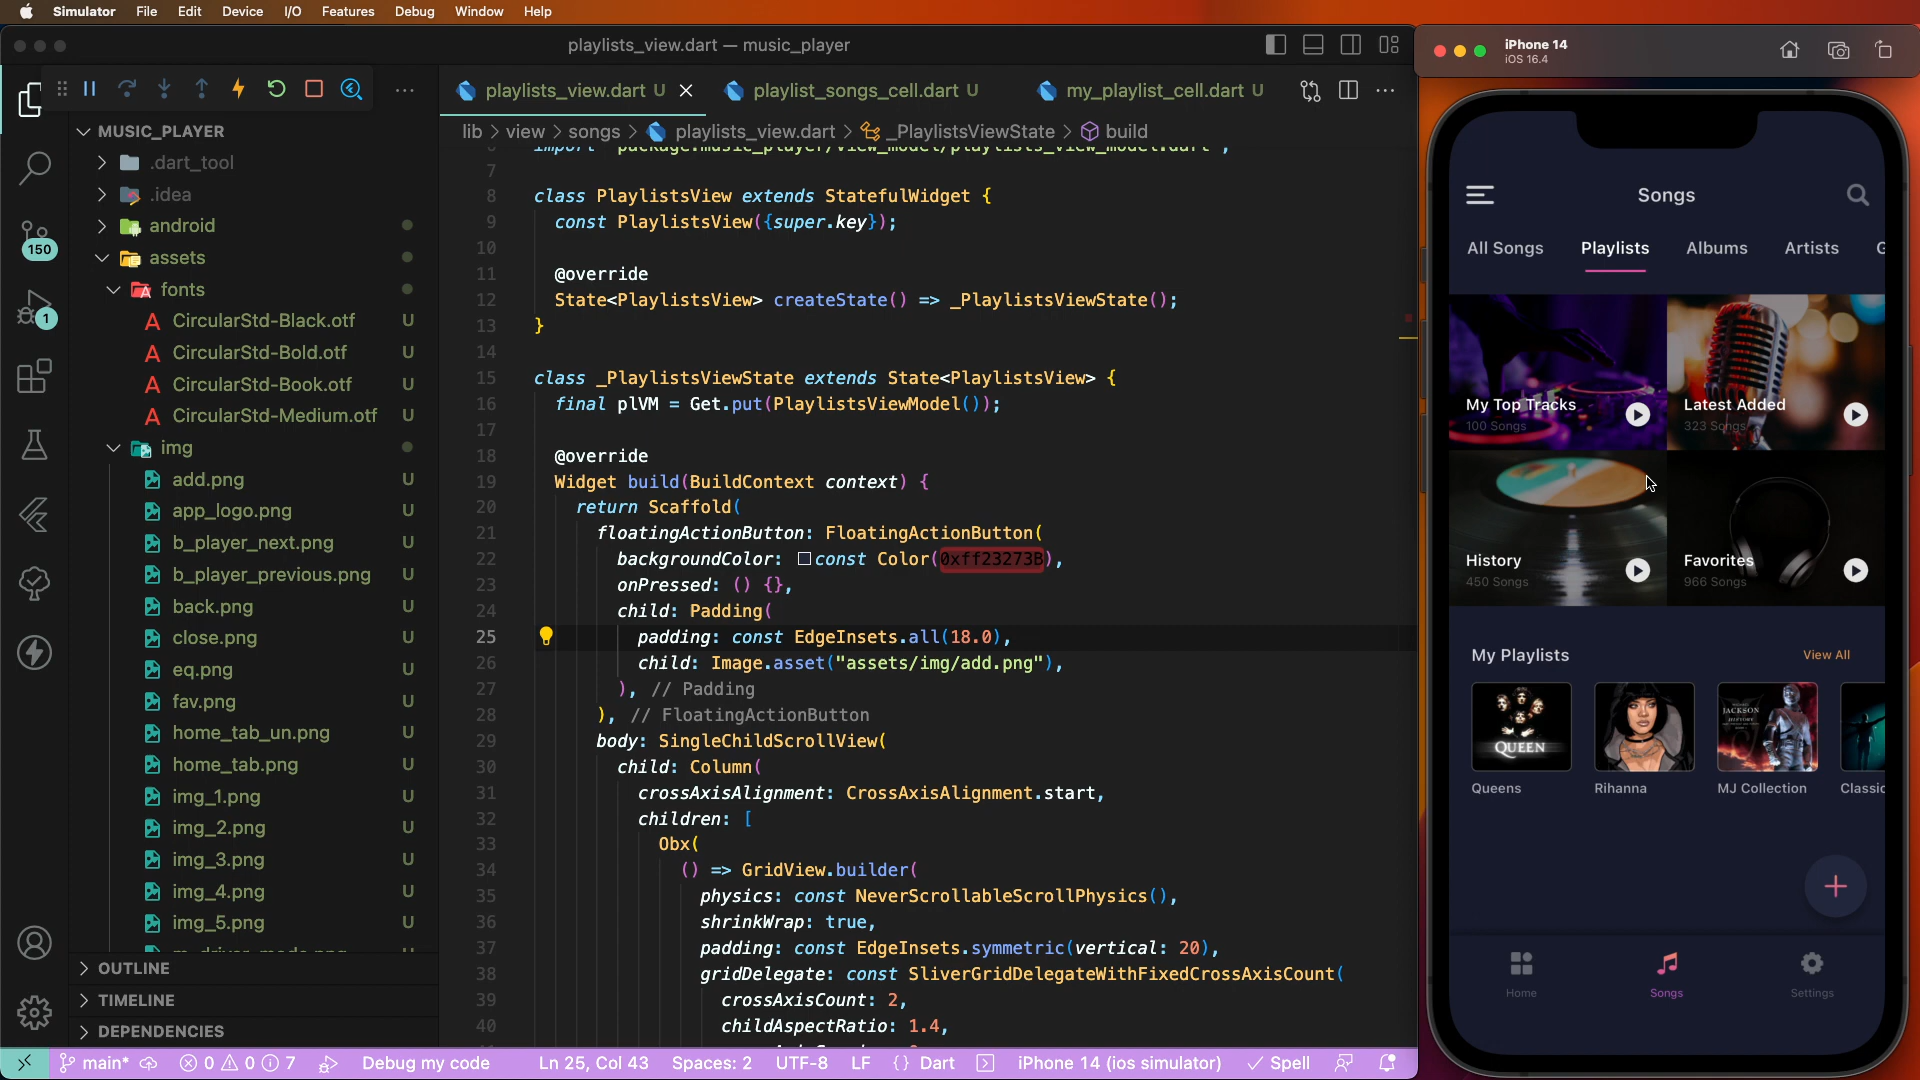 Simulator File Edit Device I/O Features Debug Window Help
playlists_view.dart — music_player
playlists_view.dart U
playlist_songs_cell.dart U
my_playlist_cell.dart U
lib > view > songs > playlists_view.dart > _PlaylistsViewState > build
150
1
MUSIC_PLAYER
.dart_tool
.idea
android
assets
fonts
CircularStd-Black.otf U
CircularStd-Bold.otf U
CircularStd-Book.otf U
CircularStd-Medium.otf U
img
add.png U
app_logo.png U
b_player_next.png U
b_player_previous.png U
back.png U
close.png U
eq.png U
fav.png U
home_tab_un.png U
home_tab.png U
img_1.png U
img_2.png U
img_3.png U
img_4.png U
img_5.png U
OUTLINE
TIMELINE
DEPENDENCIES
6 import 'package:music_player/view_model/playlists_view_model.dart';
7
8 class PlaylistsView extends StatefulWidget {
9 const PlaylistsView({super.key});
10
11 @override
12 State<PlaylistsView> createState() => _PlaylistsViewState();
13 }
14
15 class _PlaylistsViewState extends State<PlaylistsView> {
16 final plVM = Get.put(PlaylistsViewModel());
17
18 @override
19 Widget build(BuildContext context) {
20 return Scaffold(
21 floatingActionButton: FloatingActionButton(
22 backgroundColor: const Color(0xff23273B),
23 onPressed: () {},
24 child: Padding(
25 padding: const EdgeInsets.all(18.0),
26 child: Image.asset("assets/img/add.png"),
27 ), // Padding
28 ), // FloatingActionButton
29 body: SingleChildScrollView(
30 child: Column(
31 crossAxisAlignment: CrossAxisAlignment.start,
32 children: [
33 Obx(
34 () => GridView.builder(
35 physics: const NeverScrollableScrollPhysics(),
36 shrinkWrap: true,
37 padding: const EdgeInsets.symmetric(vertical: 20),
38 gridDelegate: const SliverGridDelegateWithFixedCrossAxisCount(
39 crossAxisCount: 2,
40 childAspectRatio: 1.4,
main* 0 0 7 Debug my code Ln 25, Col 43 Spaces: 2 UTF-8 LF {} Dart iPhone 14 (ios simulator) Spell
iPhone 14
iOS 16.4
Songs
All Songs Playlists Albums Artists G
My Top Tracks
100 Songs
Latest Added
323 Songs
History
450 Songs
Favorites
966 Songs
My Playlists View All
QUEEN
JACKSON
HISTORY
Queens Rihanna MJ Collection Classic
Home Songs Settings